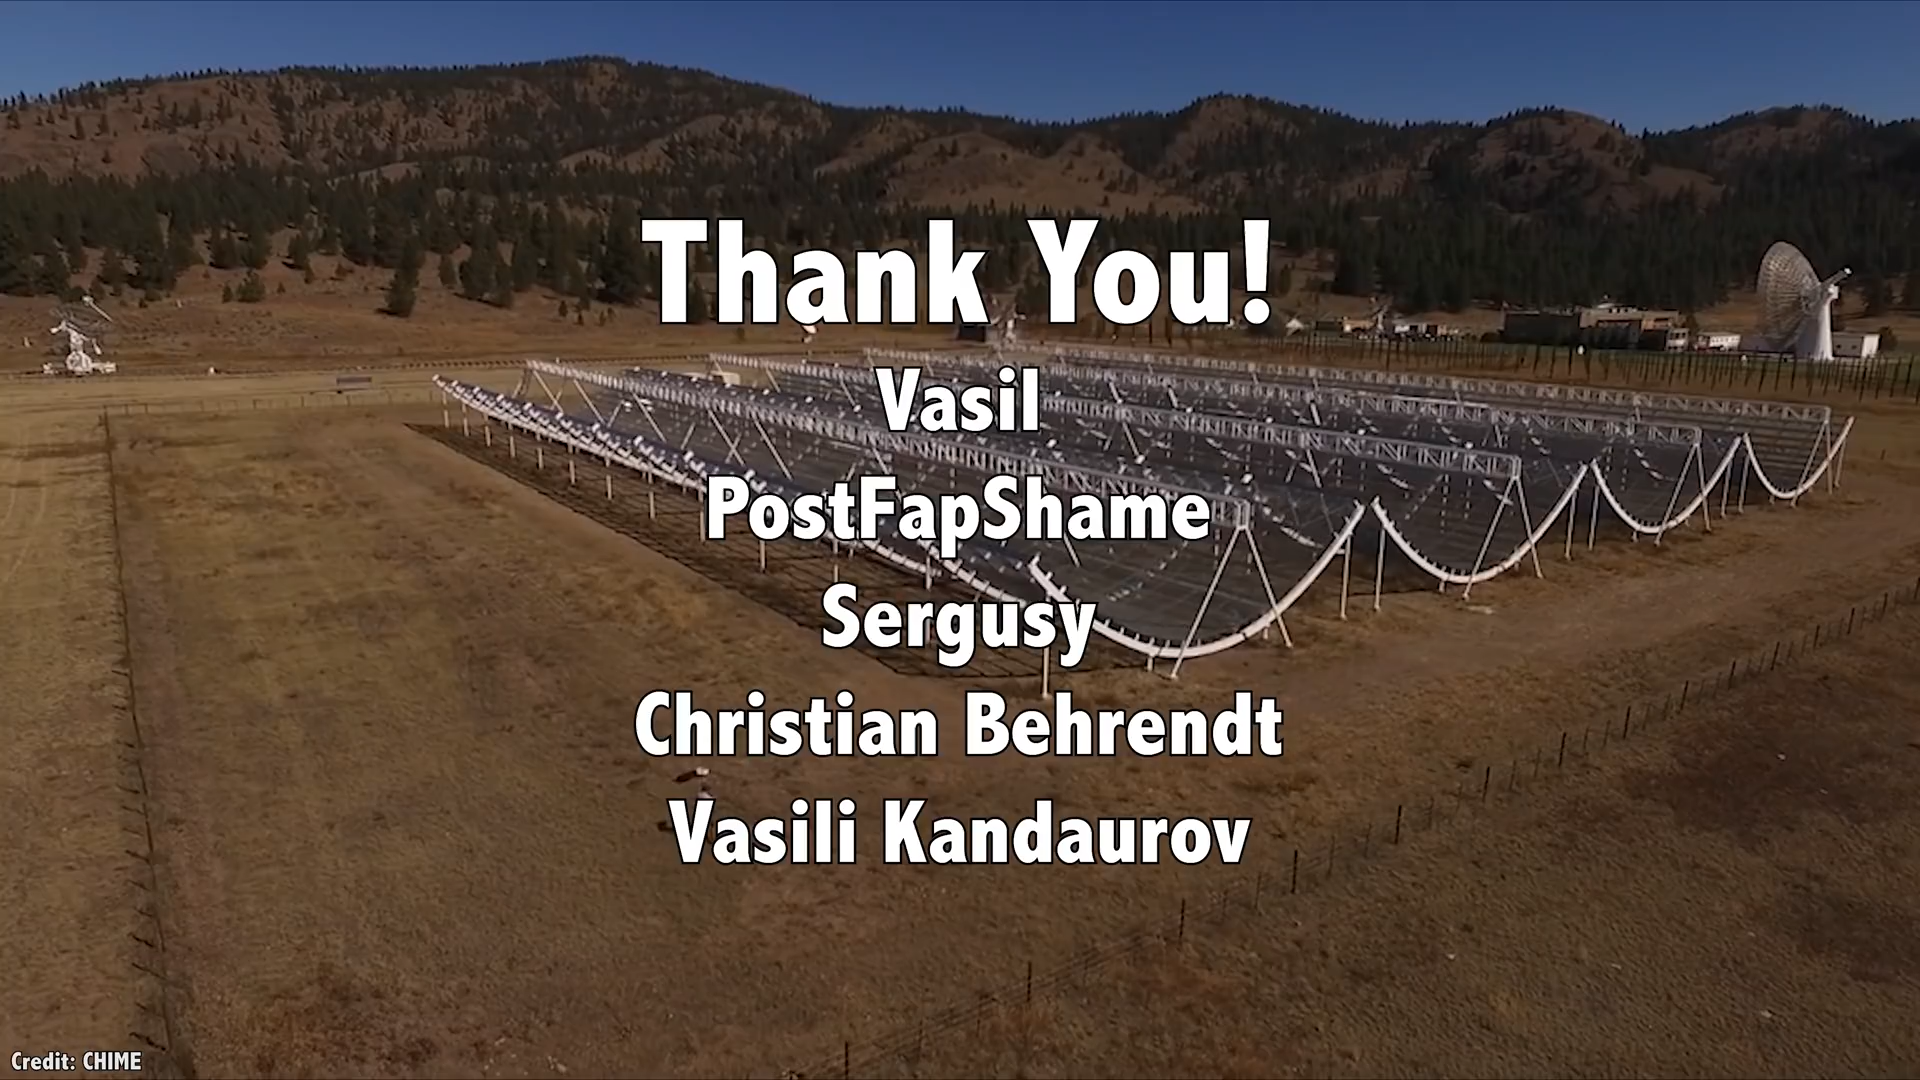 Thank You!
Vasil
PostFapShame
Sergusy
Christian Behrendt
Vasili Kandaurov
Credit: CHIME